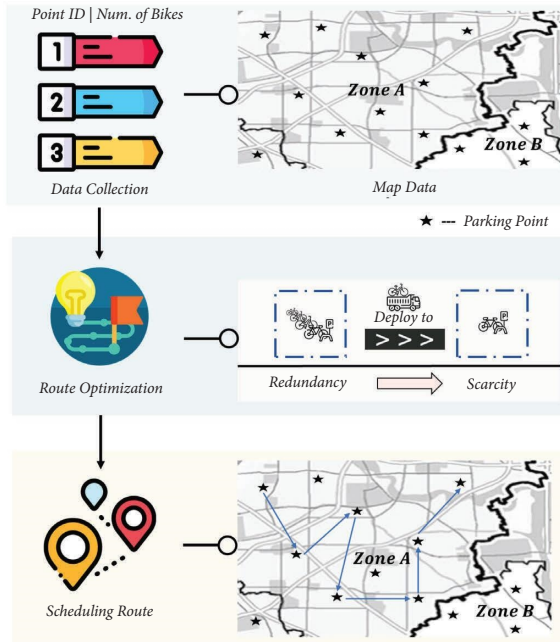 Point ID | Num. of Bikes
1
2
3
Zone A
Zone B
Data Collection
Map Data
★ --- Parking Point
P
Deploy to
> > >
P
Route Optimization
Redundancy
Scarcity
Zone A
Zone B
Scheduling Route